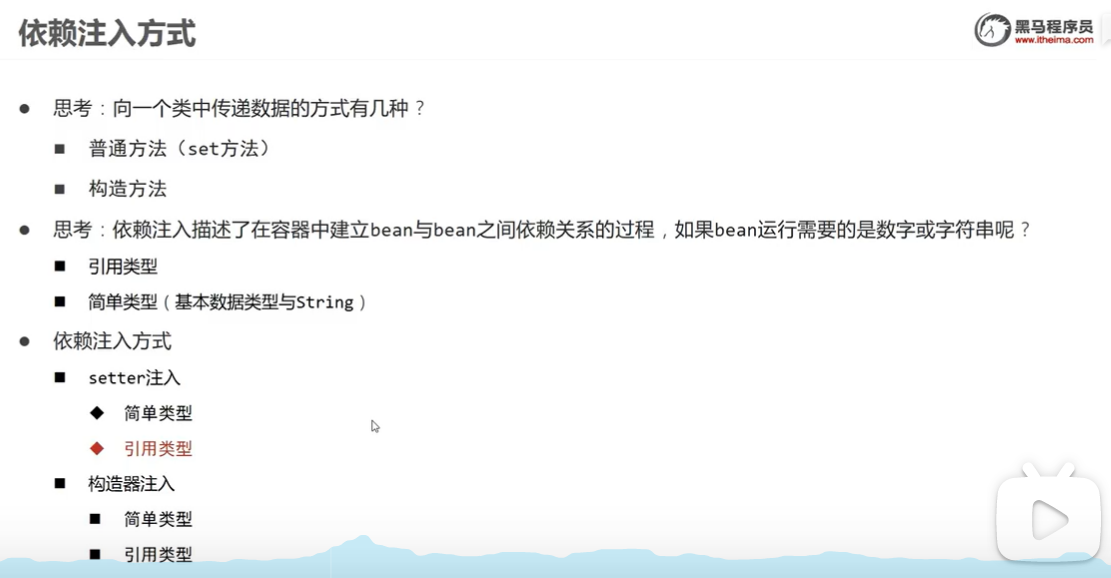 依赖注入方式
黑马程序员
www.itheima.com
思考：向一个类中传递数据的方式有几种？
普通方法（set方法）
构造方法
思考：依赖注入描述了在容器中建立bean与bean之间依赖关系的过程，如果bean运行需要的是数字或字符串呢？
引用类型
简单类型（基本数据类型与String）
依赖注入方式
setter注入
简单类型
引用类型
构造器注入
简单类型
引用类型